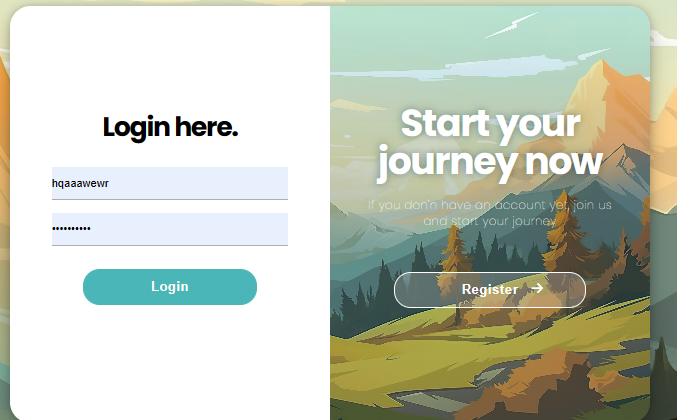 Login here.
hqaaawewr
••••••••••
Login
Start your
journey now
If you don'n have an account yet, join us
and start your journey
Register →